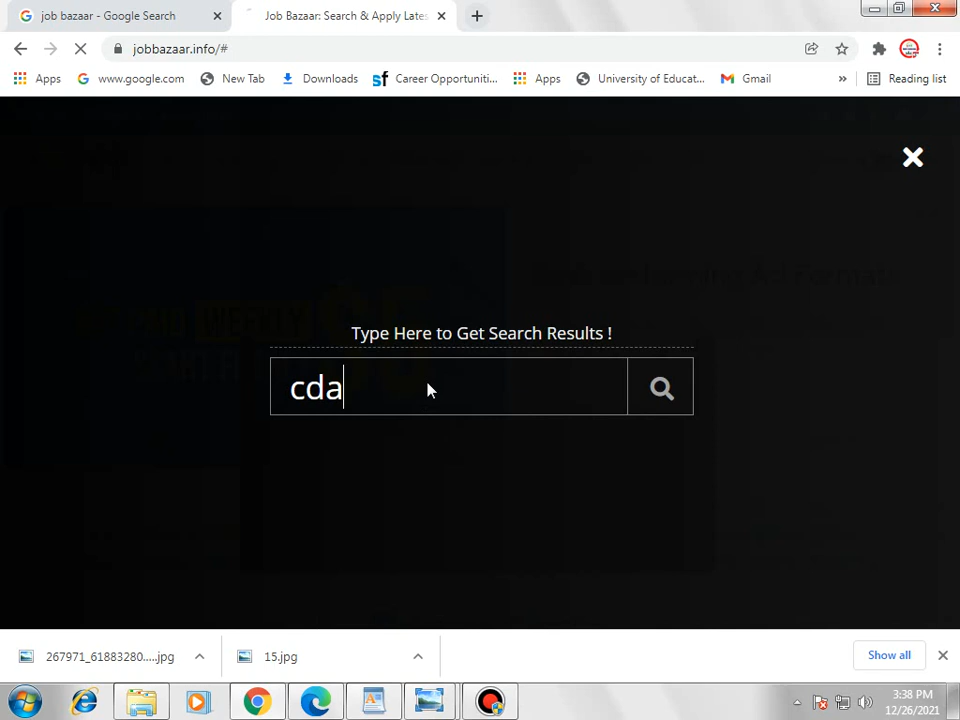 job bazaar - Google Search
Job Bazaar: Search & Apply Lates
jobbazaar.info/#
Apps
www.google.com
New Tab
Downloads
sf
Career Opportuniti...
Apps
University of Educat...
Gmail
»
Reading list
Type Here to Get Search Results !
cda
267971_61883280.....jpg
15.jpg
Show all
3:38 PM
12/26/2021